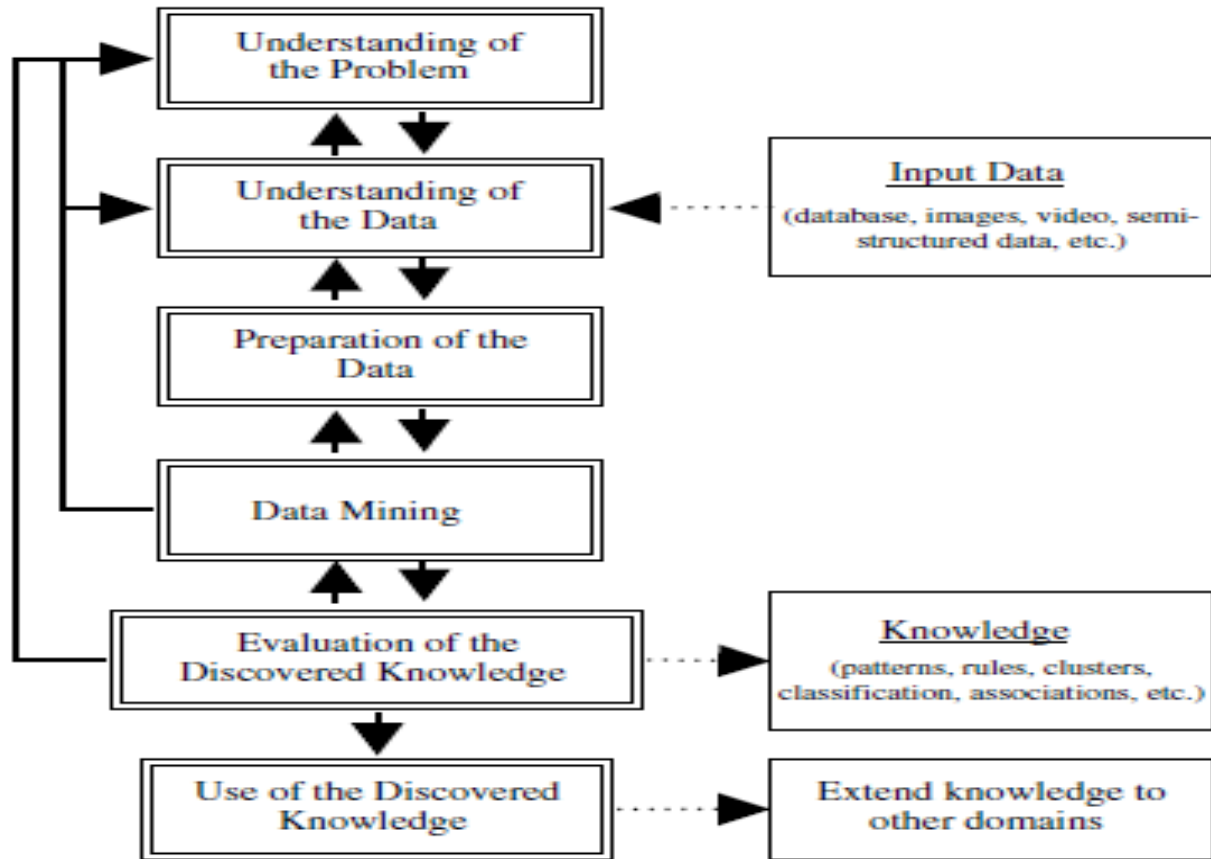 Understanding of
the Problem
Understanding of
the Data
Input Data
(database, images, video, semi-
structured data, etc.)
Preparation of the
Data
Data Mining
Evaluation of the
Discovered Knowledge
Knowledge
(patterns, rules, clusters,
classification, associations, etc.)
Use of the Discovered
Knowledge
Extend knowledge to
other domains